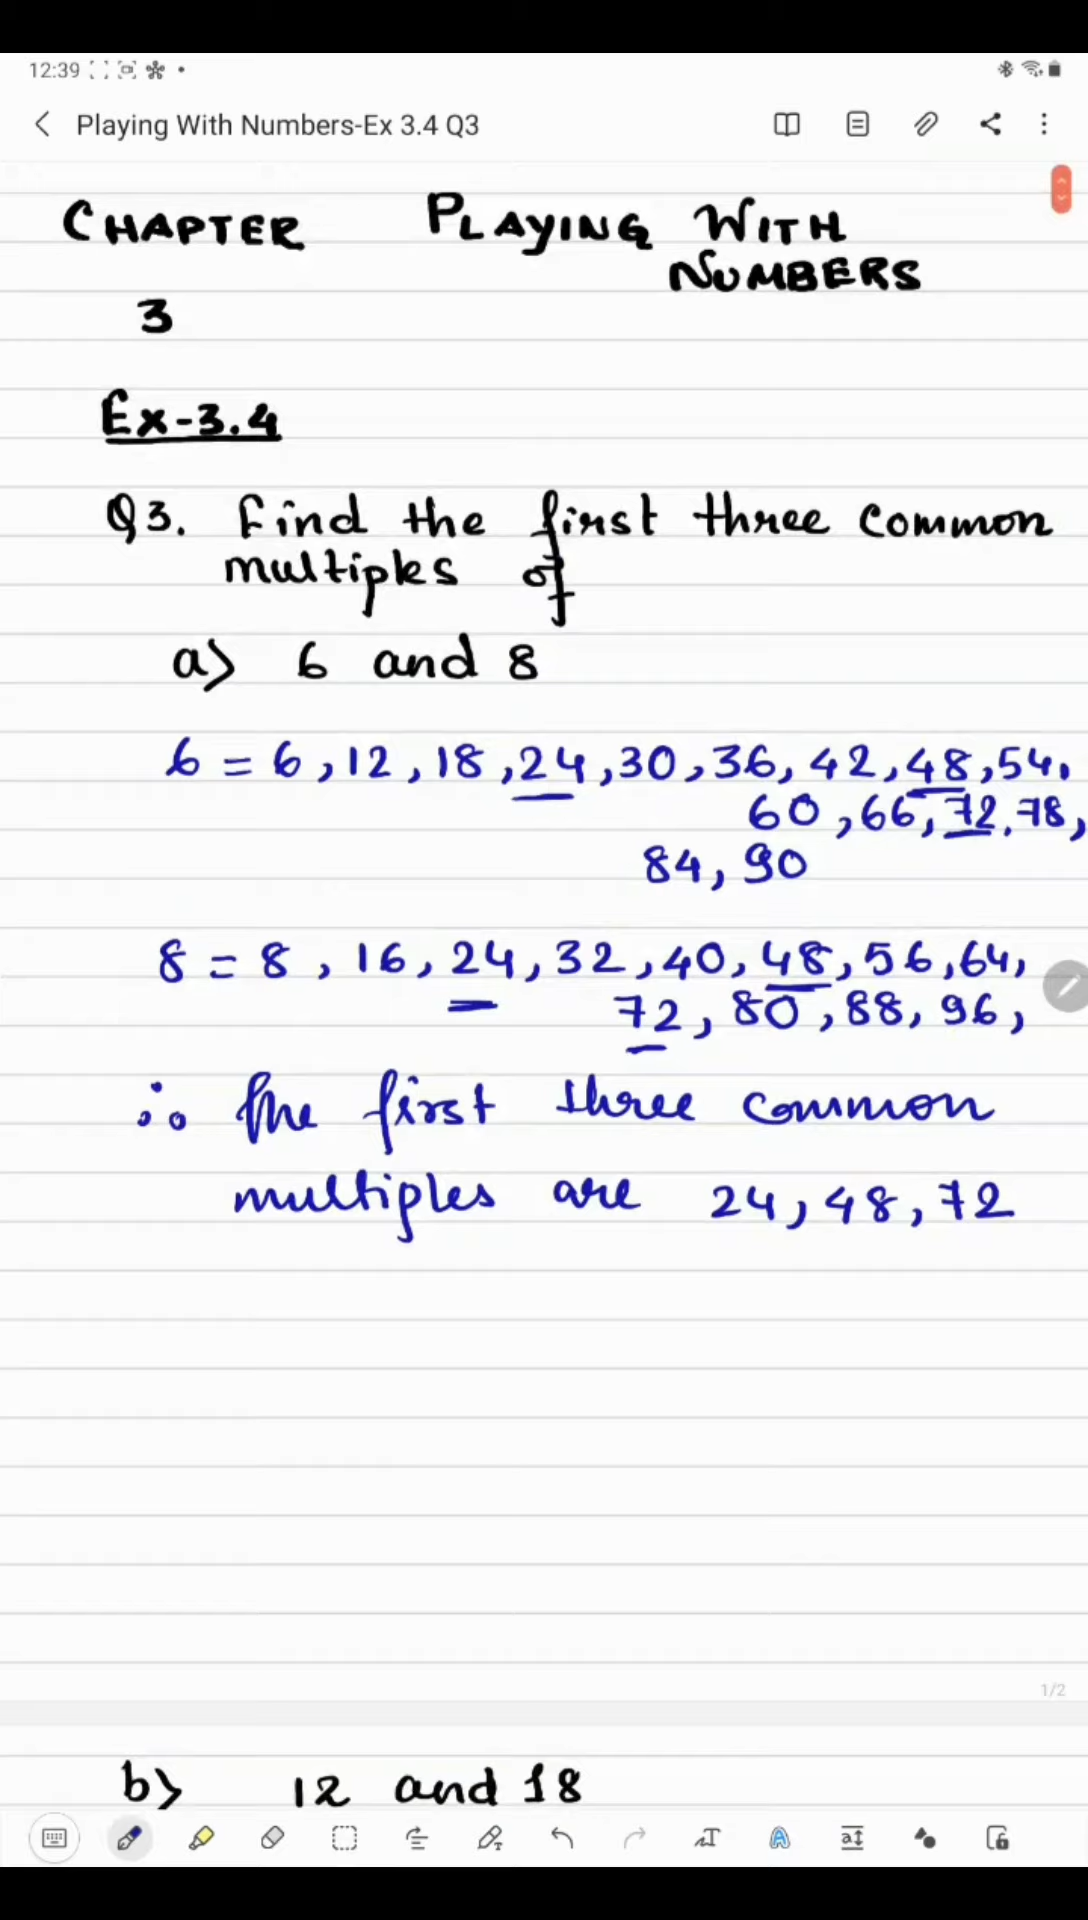 12:39
Playing With Numbers-Ex 3.4 Q3
CHAPTER PLAYING WITH
NUMBERS
3
Ex-3.4
Q3. Find the first three common
multiples of
a) 6 and 8
6 = 6, 12, 18, 24, 30, 36, 42, 48, 54,
60, 66, 72, 78,
84, 90
8 = 8, 16, 24, 32, 40, 48, 56, 64,
72, 80, 88, 96,
∴ The first three common
multiples are 24, 48, 72
1/2
b) 12 and 18